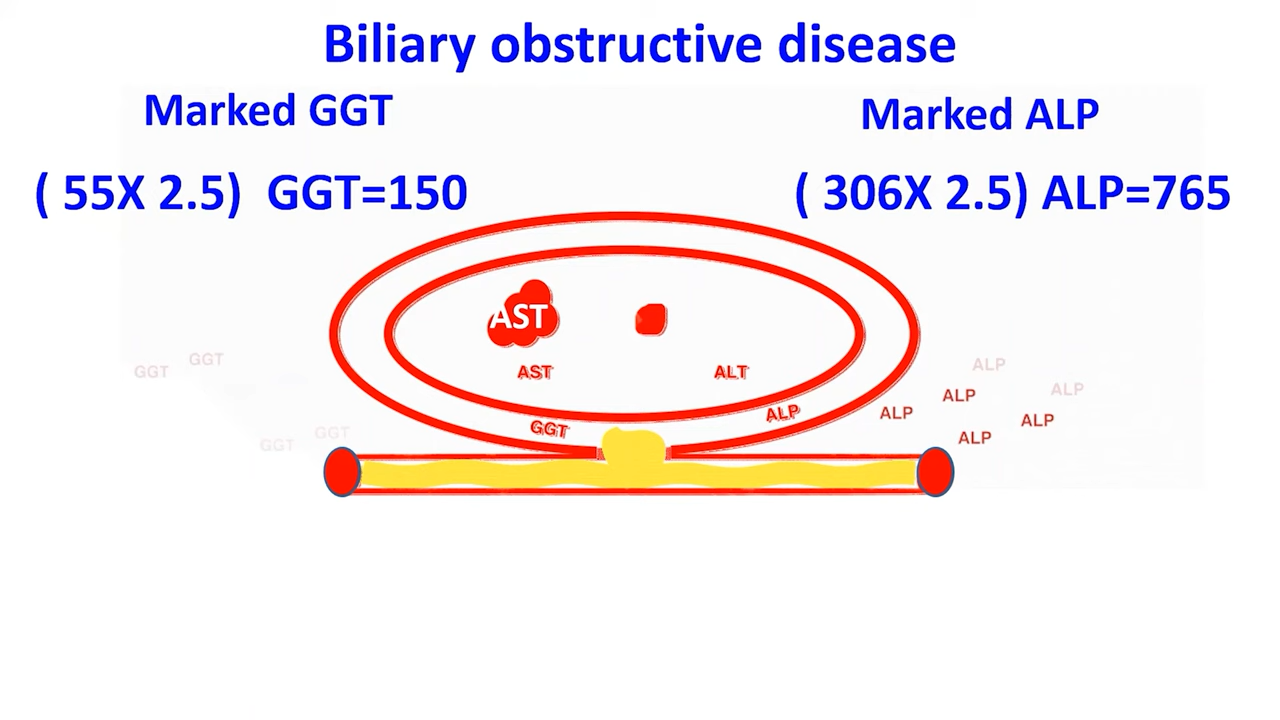 Biliary obstructive disease
Marked GGT
Marked ALP
( 55X 2.5) GGT=150
( 306X 2.5) ALP=765
AST
AST
ALT
GGT
GGT
ALP
ALP
ALP
ALP
GGT
ALP
ALP
ALP
GGT
GGT
ALP